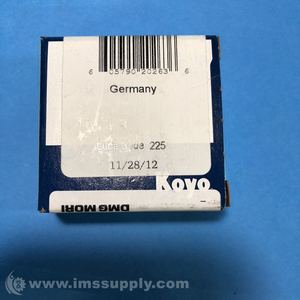 6 05790 20263 6
Germany
225
11/28/12
Koyo
DMG MORI
www.imssupply.com